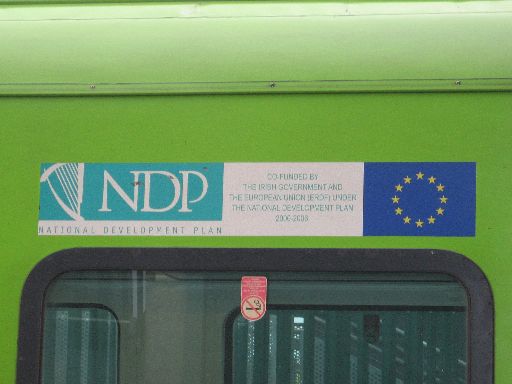 NDP
NATIONAL DEVELOPMENT PLAN
CO-FUNDED BY
THE IRISH GOVERNMENT AND
THE EUROPEAN UNION (ERDF) UNDER
THE NATIONAL DEVELOPMENT PLAN
2000-2006